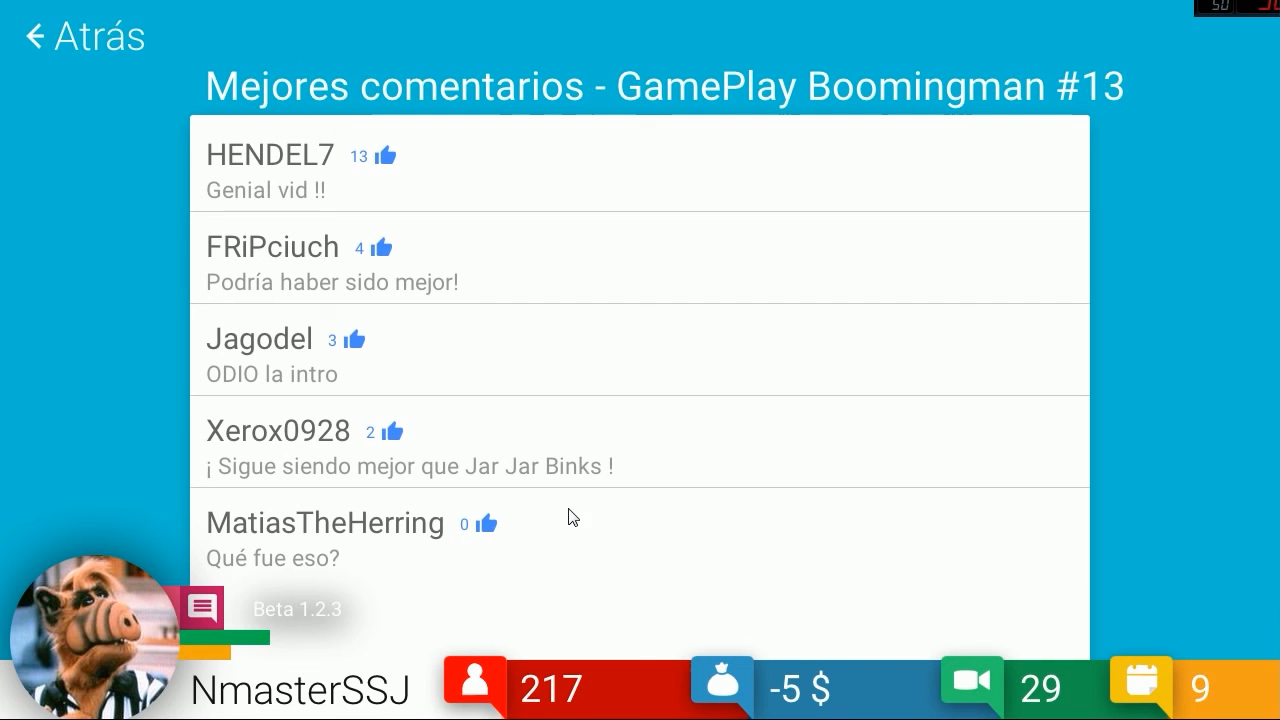 50
Atrás
Mejores comentarios - GamePlay Boomingman #13
HENDEL7 13
Genial vid !!
FRiPciuch 4
Podría haber sido mejor!
Jagodel 3
ODIO la intro
Xerox0928 2
¡ Sigue siendo mejor que Jar Jar Binks !
MatiasTheHerring 0
Qué fue eso?
Beta 1.2.3
NmasterSSJ 217 -5 $ 29 9